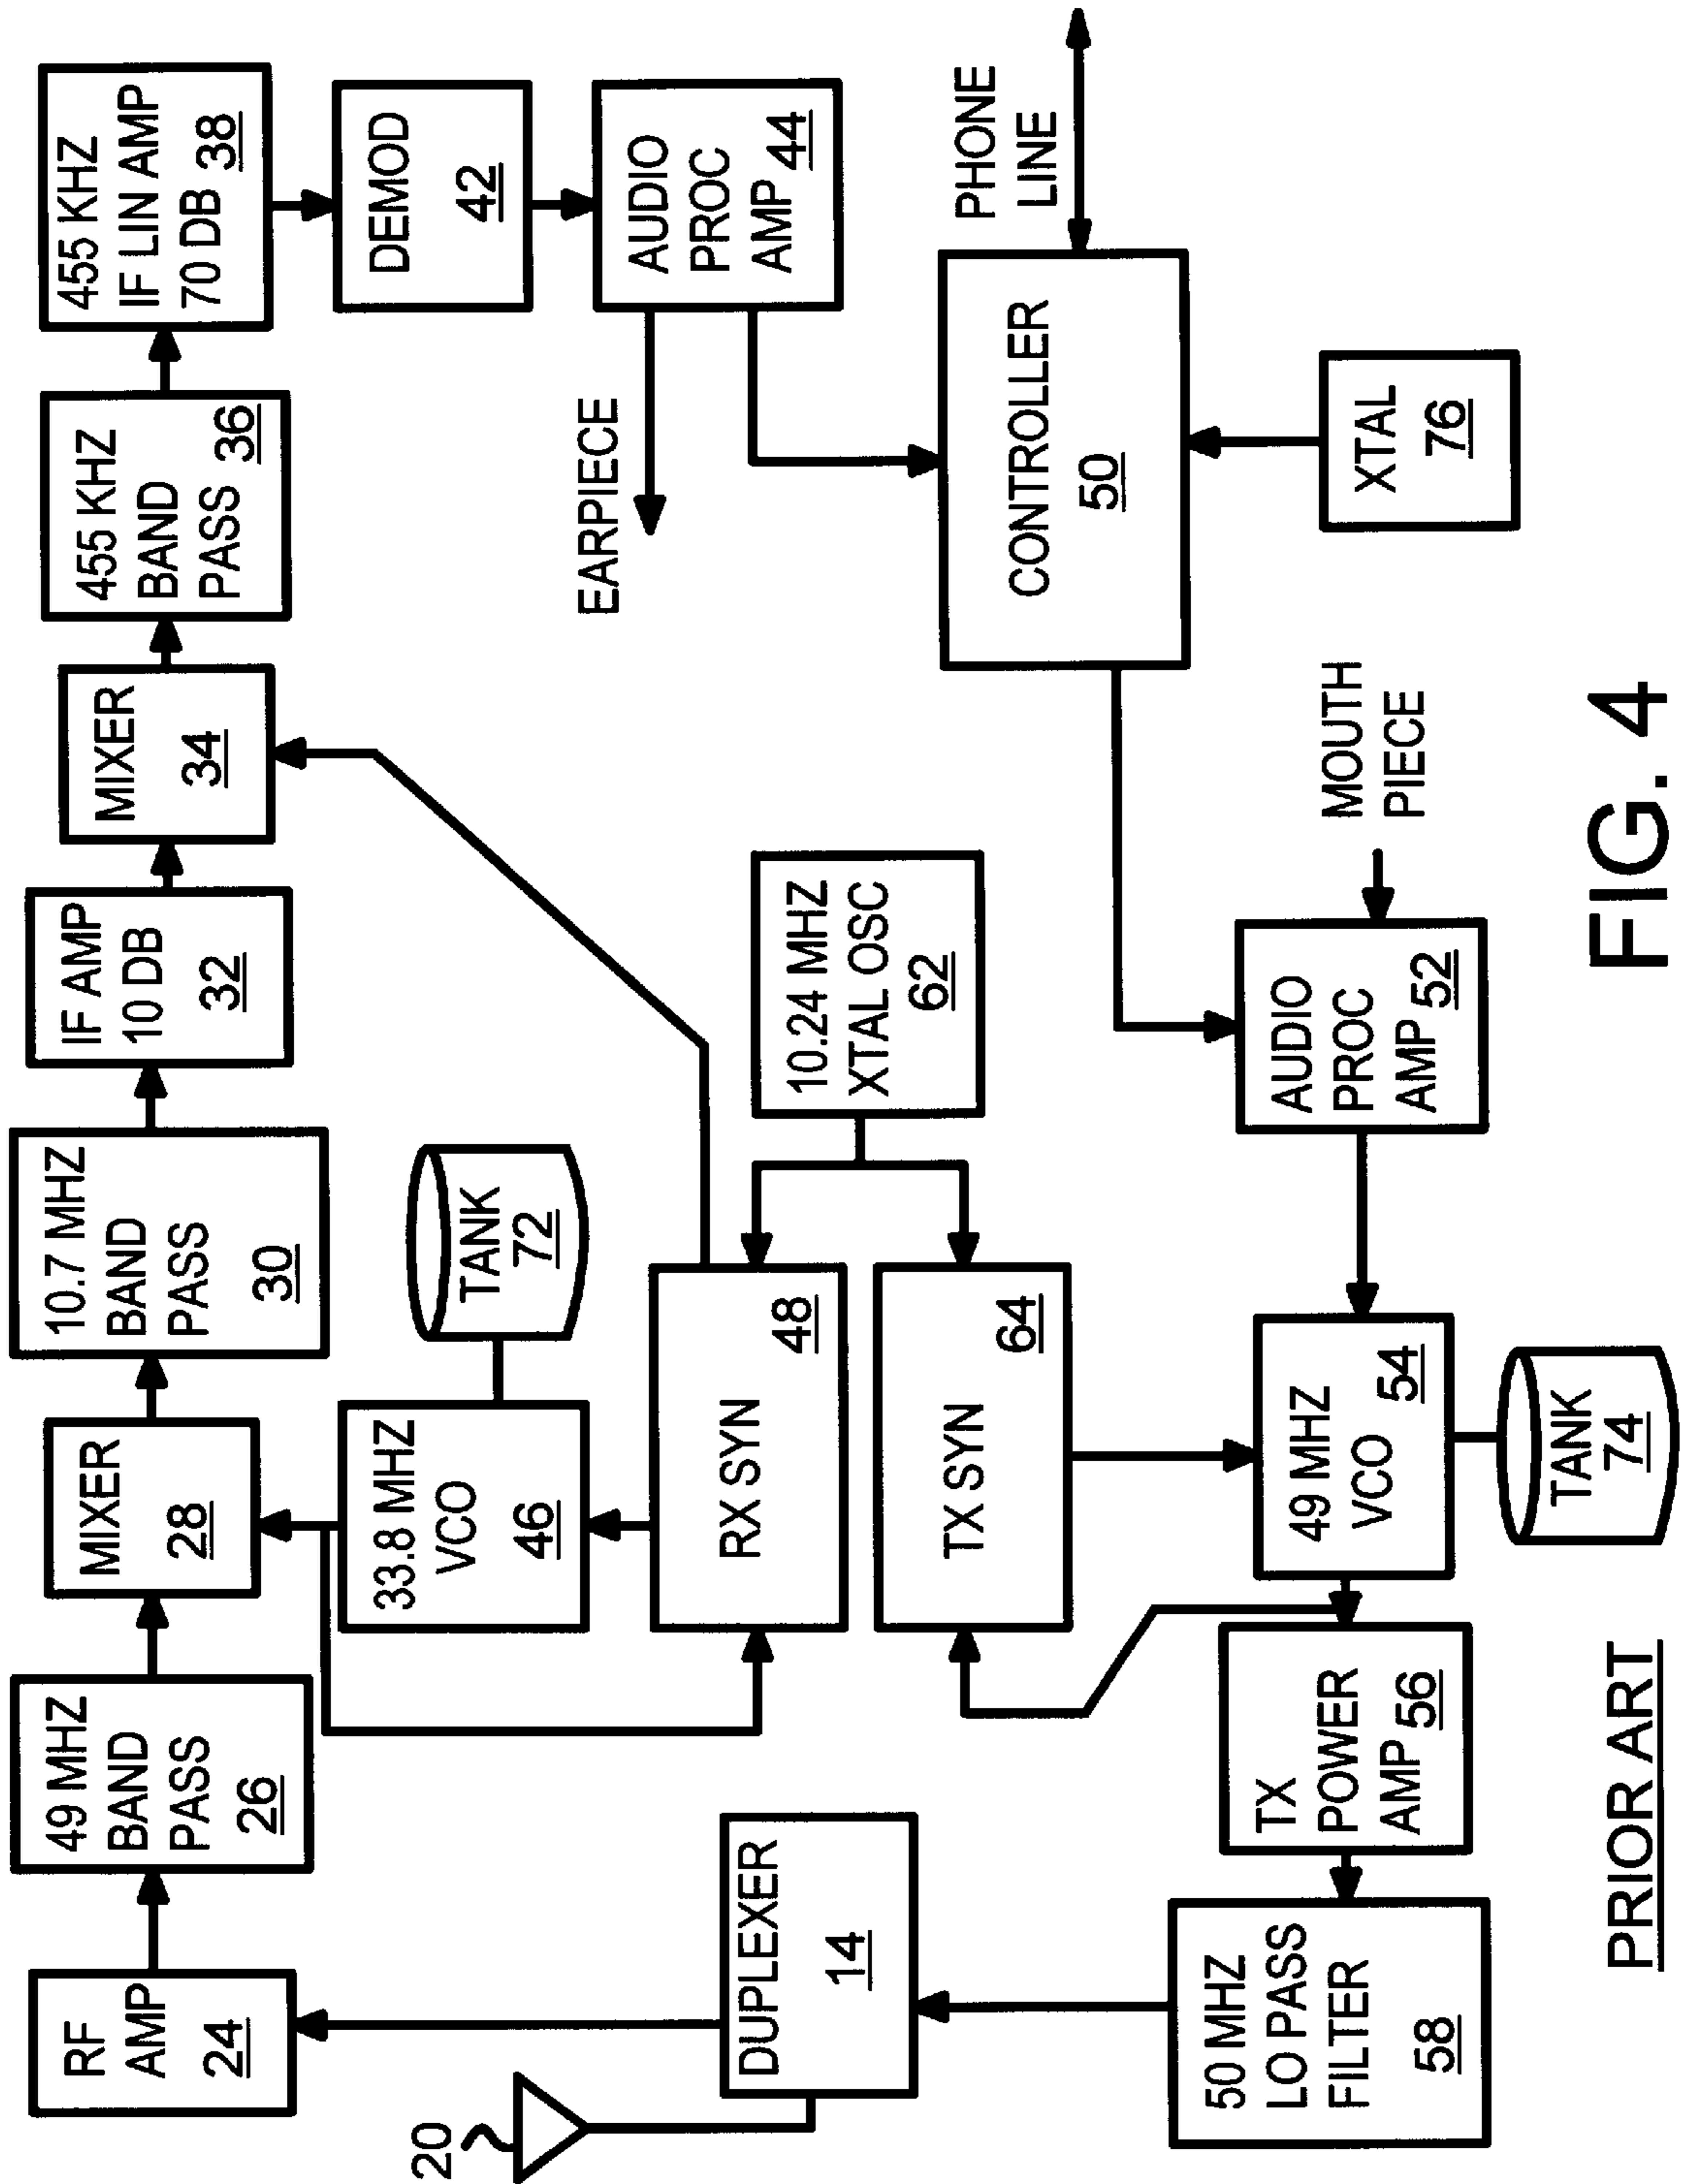 RF
AMP
24
49 MHZ
BAND
PASS
26
MIXER
28
10.7 MHZ
BAND
PASS
30
IF AMP
10 DB
32
MIXER
34
455 KHZ
BAND
PASS 36
455 KHZ
IF LIN AMP
70 DB 38
DEMOD
42
AUDIO
PROC
AMP 44
EARPIECE
33.8 MHZ
VCO
46
TANK
72
RX SYN
48
10.24 MHZ
XTAL OSC
62
TX SYN
64
20
DUPLEXER
14
CONTROLLER
50
PHONE
LINE
XTAL
76
MOUTH
PIECE
AUDIO
PROC
AMP 52
49 MHZ
VCO
54
TANK
74
TX
POWER
AMP 56
50 MHZ
LO PASS
FILTER
58
PRIOR ART
FIG. 4